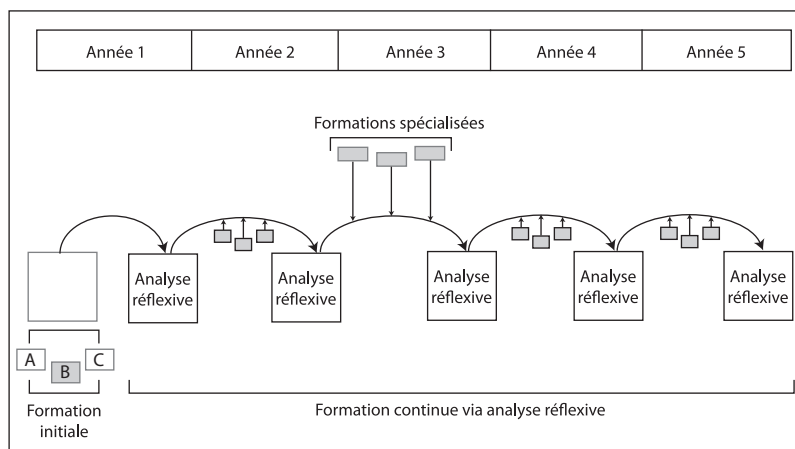 Année 1 Année 2 Année 3 Année 4 Année 5
Formations spécialisées
Analyse
réflexive
Analyse
réflexive
Analyse
réflexive
Analyse
réflexive
Analyse
réflexive
A
B
C
Formation
initiale
Formation continue via analyse réflexive